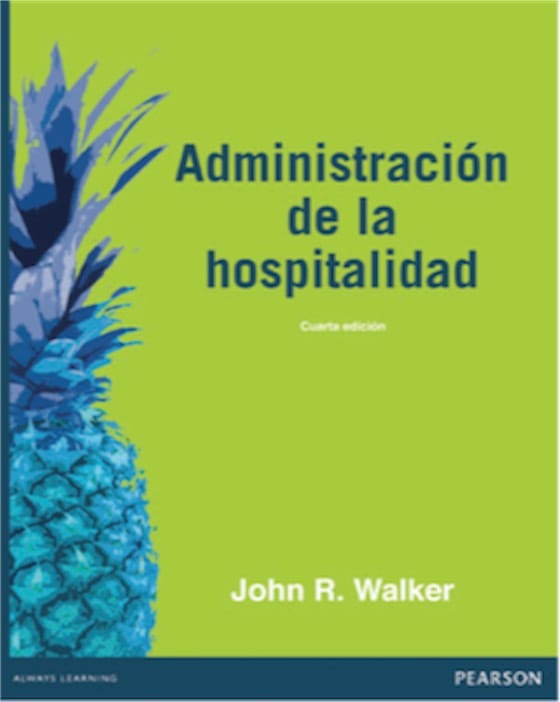 Administración
de la
hospitalidad
Cuarta edición
John R. Walker
ALWAYS LEARNING
PEARSON